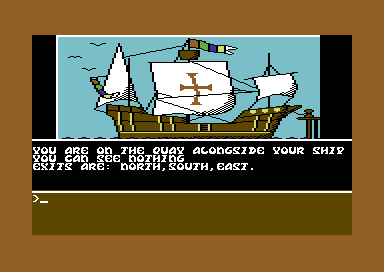 YOU ARE ON THE QUAY ALONGSIDE YOUR SHIP
YOU CAN SEE NOTHING
EXITS ARE: NORTH,SOUTH,EAST.
>_